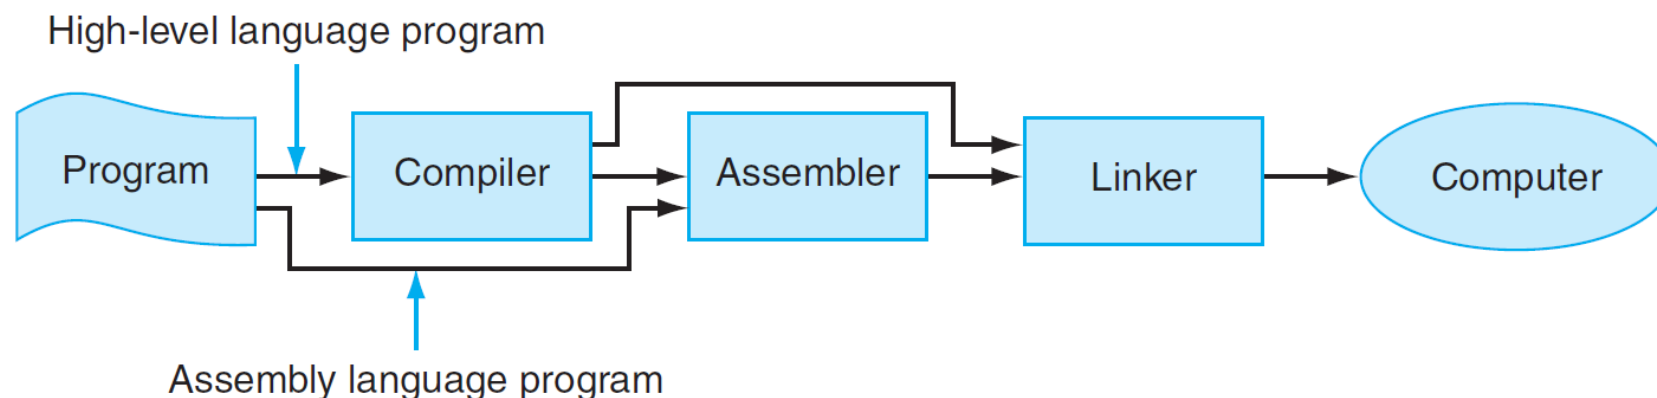 High-level language program
Program
Compiler
Assembler
Linker
Computer
Assembly language program